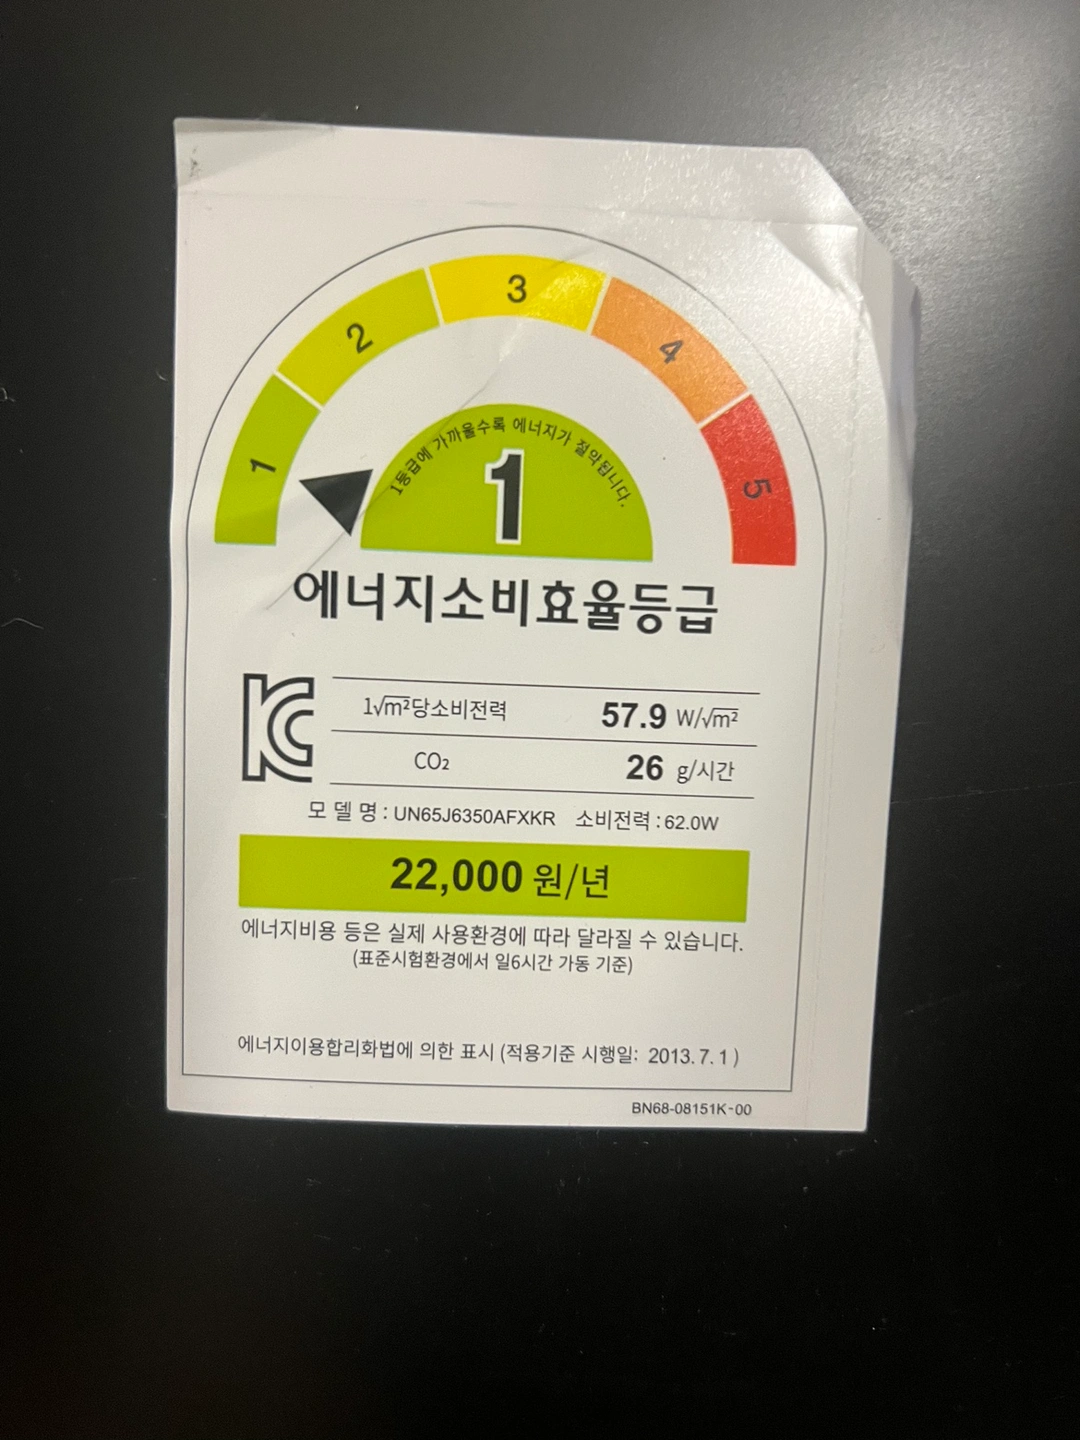 3
2
4
1
5
1등급에 가까울수록 에너지가 절약됩니다.
1
에너지소비효율등급
1√m²당소비전력 57.9 W/√m²
CO₂ 26 g/시간
모 델 명 : UN65J6350AFXKR 소비전력 : 62.0W
22,000 원/년
에너지비용 등은 실제 사용환경에 따라 달라질 수 있습니다.
(표준시험환경에서 일6시간 가동 기준)
에너지이용합리화법에 의한 표시 (적용기준 시행일: 2013. 7. 1 )
BN68-08151K-00